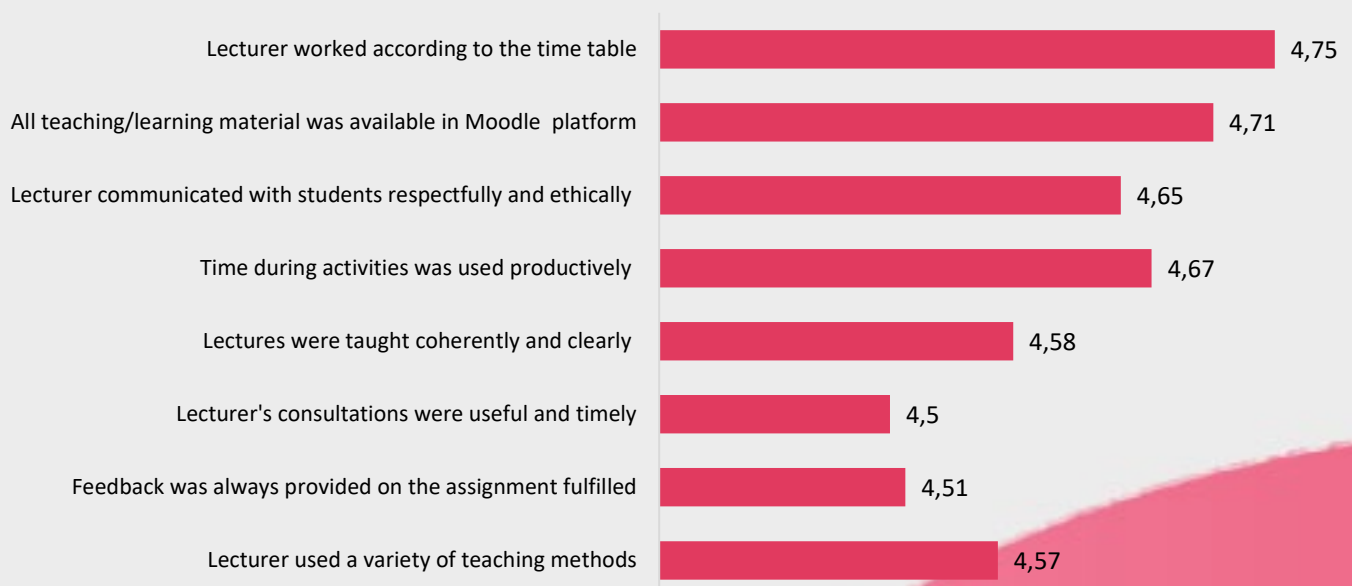 Lecturer worked according to the time table 4,75
All teaching/learning material was available in Moodle platform 4,71
Lecturer communicated with students respectfully and ethically 4,65
Time during activities was used productively 4,67
Lectures were taught coherently and clearly 4,58
Lecturer's consultations were useful and timely 4,5
Feedback was always provided on the assignment fulfilled 4,51
Lecturer used a variety of teaching methods 4,57